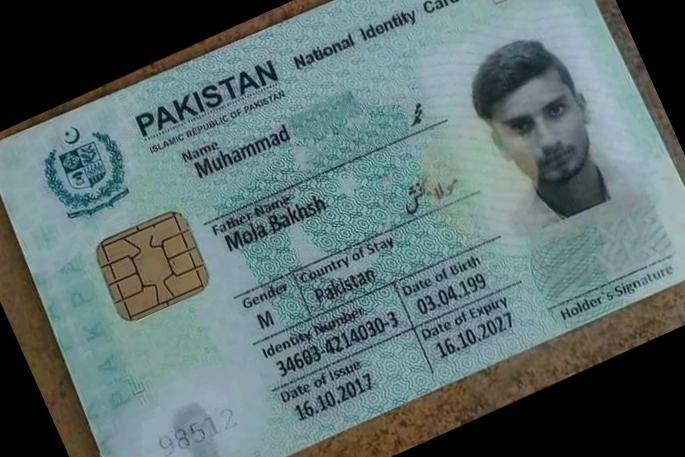 PAKISTAN National Identity Card
ISLAMIC REPUBLIC OF PAKISTAN
Name
Muhammad
Father Name
Mola Bakhsh
مولا بخش
Gender Country of Stay
M Pakistan
Identity Number Date of Birth
34603-4214030-3 03.04.199
Date of Issue Date of Expiry
16.10.2017 16.10.2027
Holder's Signature
98512